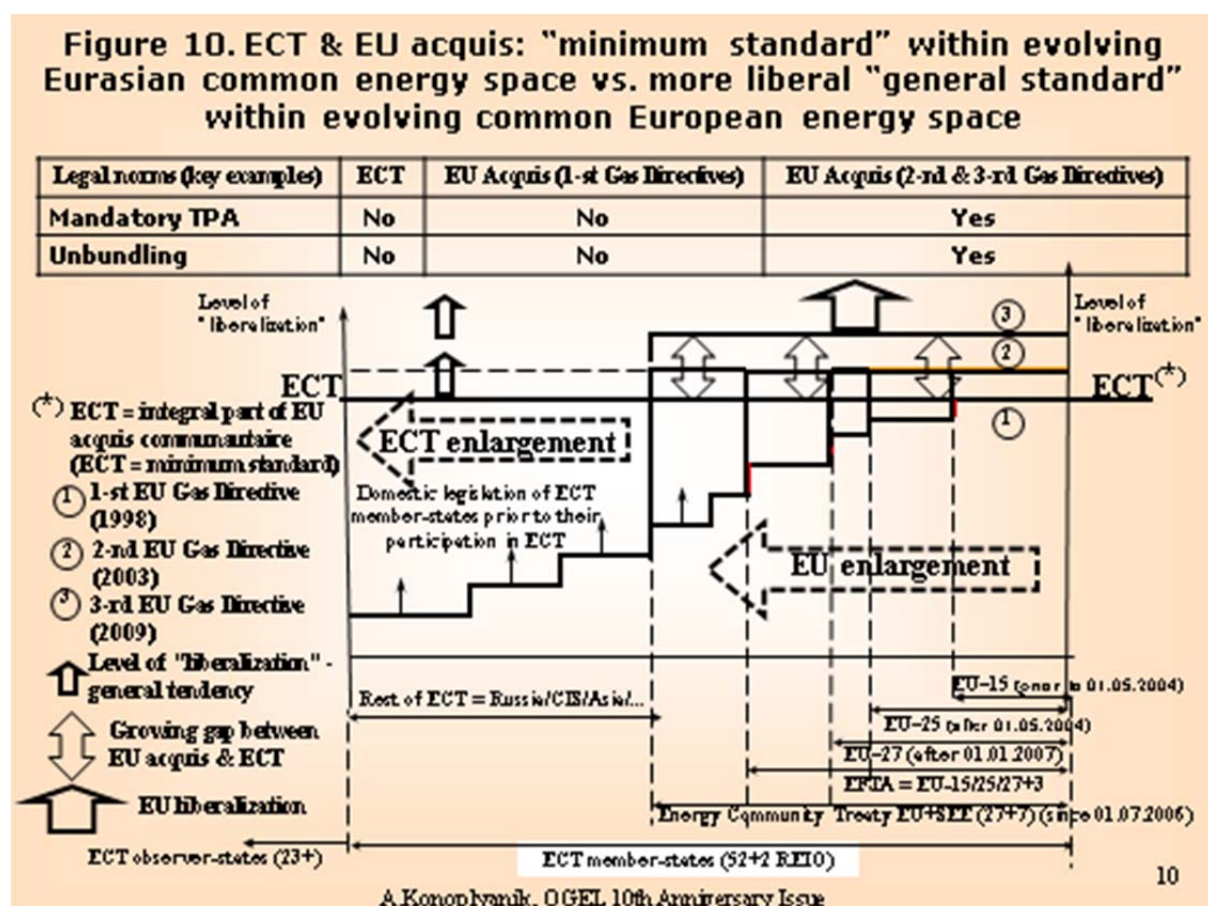 Figure 10. ECT & EU acquis: “minimum standard” within evolving
Eurasian common energy space vs. more liberal “general standard”
within evolving common European energy space
Legal norms (key examples) ECT EU Acquis (1-st Gas Directives) EU Acquis (2-nd & 3-rd Gas Directives)
Mandatory TPA No No Yes
Unbundling No No Yes
Level of
"liberalization"
Level of
"liberalization"
3
2
ECT
ECT(*)
1
(*) ECT = integral part of EU
acquis communautaire
(ECT = minimum standard)
1 1-st EU Gas Directive
(1998)
2 2-nd EU Gas Directive
(2003)
3 3-rd EU Gas Directive
(2009)
Level of "liberalization" -
general tendency
Growing gap between
EU acquis & ECT
EU liberalization
ECT enlargement
Domestic legislation of ECT
member-states prior to their
participation in ECT
EU enlargement
Rest of ECT = Russia/CIS/Asia/...
EU-15 (prior to 01.05.2004)
EU-25 (after 01.05.2004)
EU-27 (after 01.01.2007)
EFTA = EU-15/25/27+3
Energy Community Treaty EU+SEE (27+7) (since 01.07.2006)
ECT observer-states (23+)
ECT member-states (52+2 REIO)
10
A.Konoplyanik, OGEL 10th Anniversary Issue